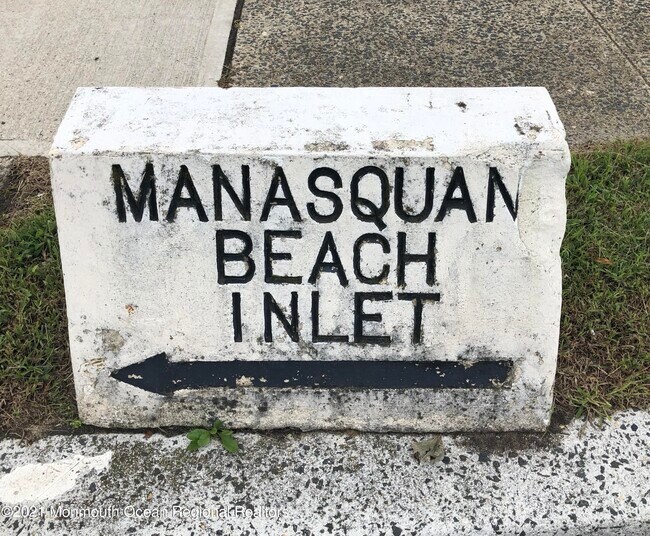 MANASQUAN
BEACH
INLET
©2021 Monmouth Ocean Regional Realtors